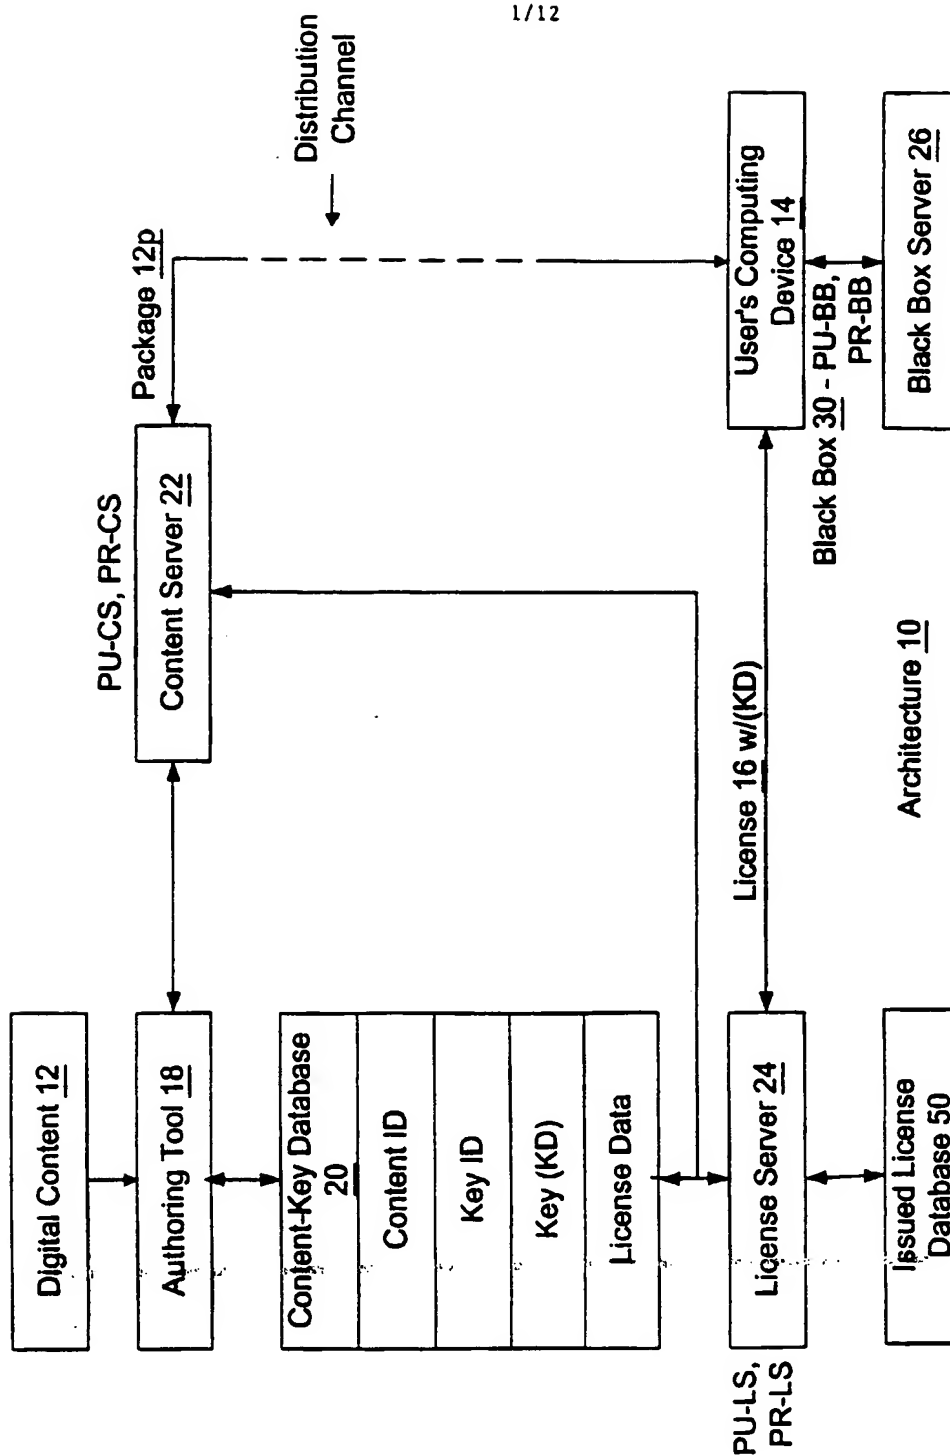 1/12
Digital Content 12
Authoring Tool 18
Content-Key Database
20
Content ID
Key ID
Key (KD)
License Data
PU-LS,
PR-LS
License Server 24
Issued License
Database 50
PU-CS, PR-CS
Content Server 22
Package 12p
Distribution
Channel
License 16 w/(KD)
User's Computing
Device 14
Black Box 30 - PU-BB,
PR-BB
Black Box Server 26
Architecture 10